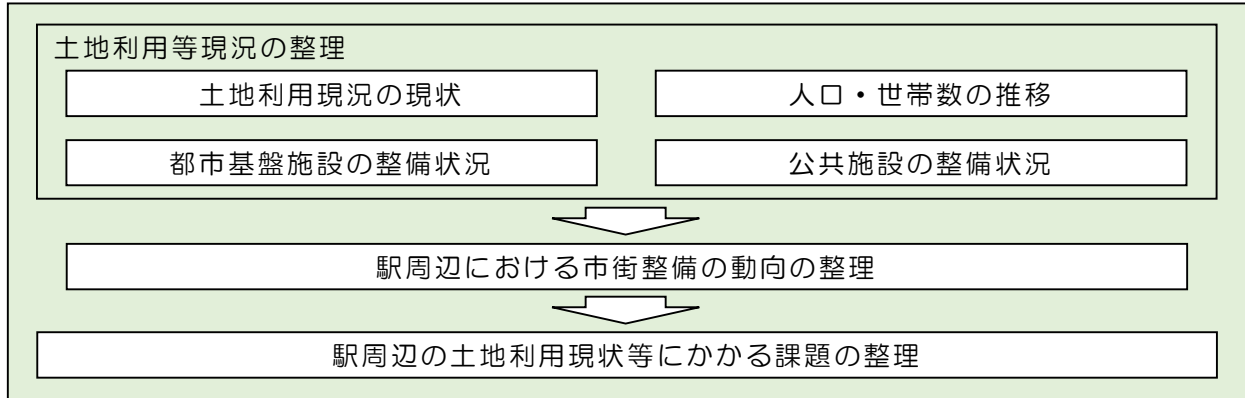 土地利用等現況の整理
土地利用現況の現状
人口・世帯数の推移
都市基盤施設の整備状況
公共施設の整備状況
駅周辺における市街整備の動向の整理
駅周辺の土地利用現状等にかかる課題の整理